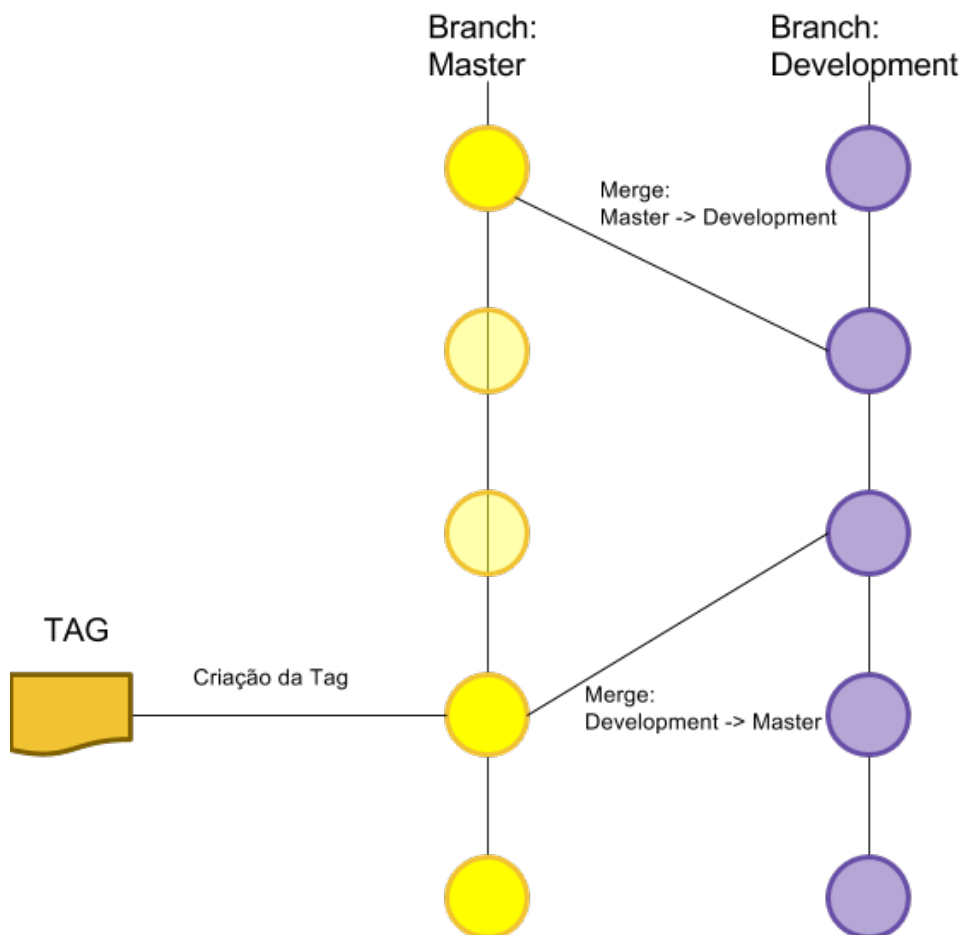 Branch:
Master
Branch:
Development
Merge:
Master -> Development
TAG
Criação da Tag
Merge:
Development -> Master